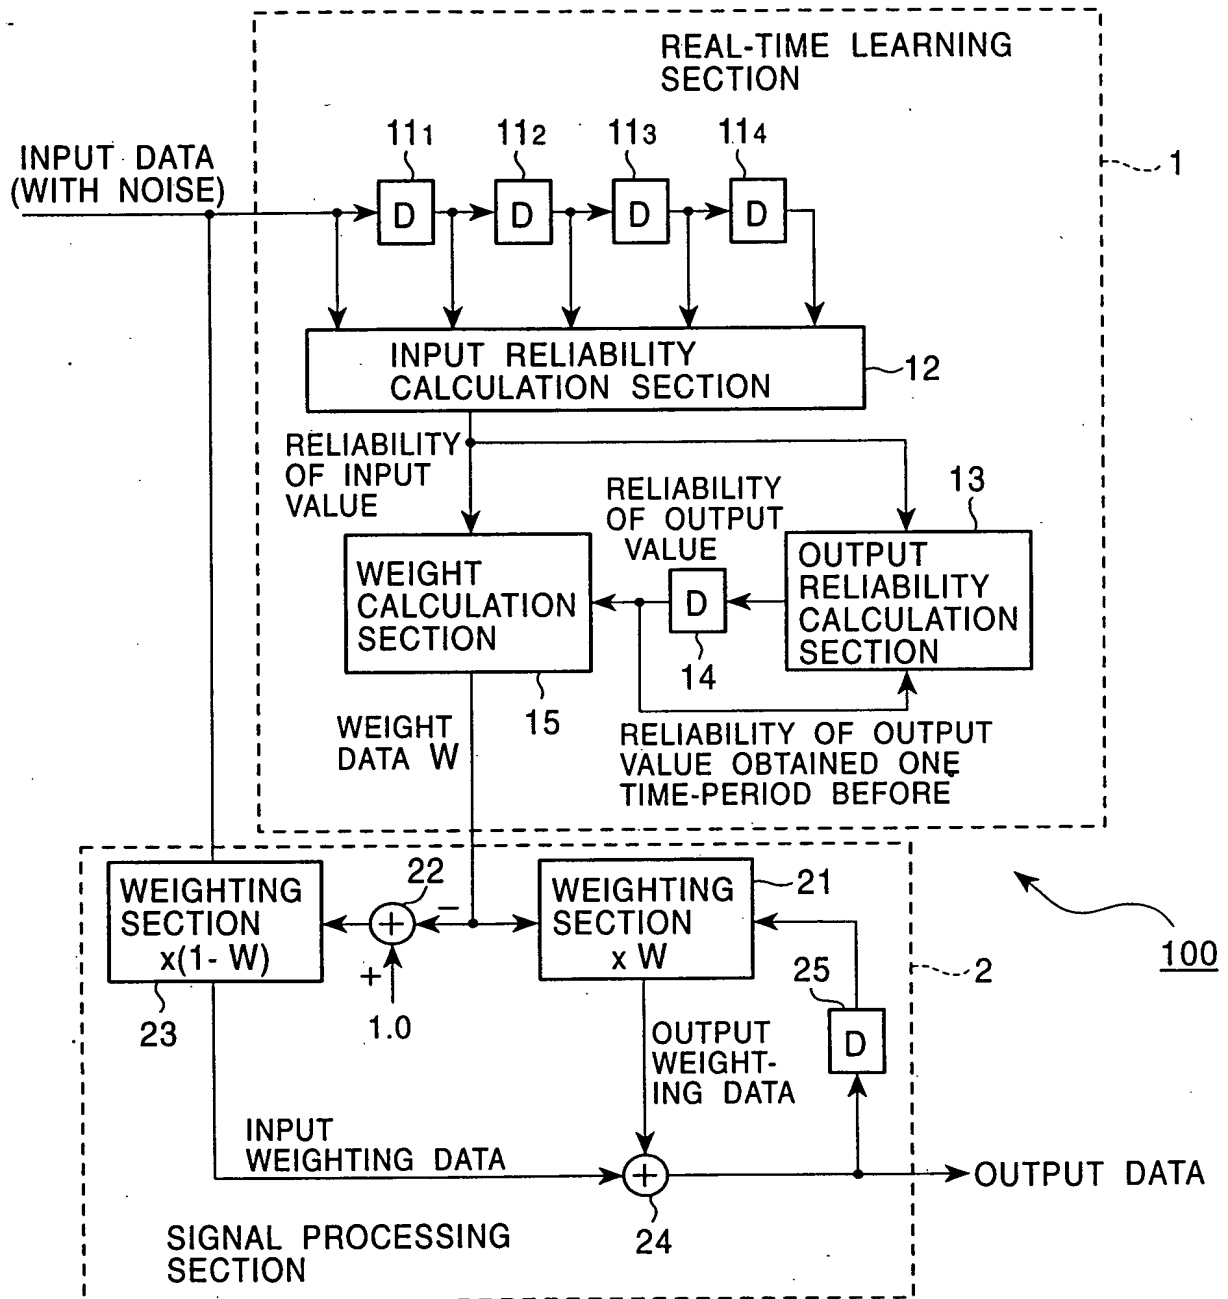 REAL-TIME LEARNING
SECTION
11₁
11₂
11₃
11₄
1
INPUT DATA
(WITH NOISE)
D
D
D
D
INPUT RELIABILITY
CALCULATION SECTION
12
RELIABILITY
OF INPUT
VALUE
RELIABILITY
OF OUTPUT
VALUE
13
WEIGHT
CALCULATION
SECTION
D
OUTPUT
RELIABILITY
CALCULATION
SECTION
14
15
WEIGHT
DATA W
RELIABILITY OF OUTPUT
VALUE OBTAINED ONE
TIME-PERIOD BEFORE
WEIGHTING
SECTION
x(1- W)
22
+
−
+
1.0
WEIGHTING
SECTION
x W
21
23
25
D
2
100
OUTPUT
WEIGHT-
ING DATA
INPUT
WEIGHTING DATA
+
24
OUTPUT DATA
SIGNAL PROCESSING
SECTION